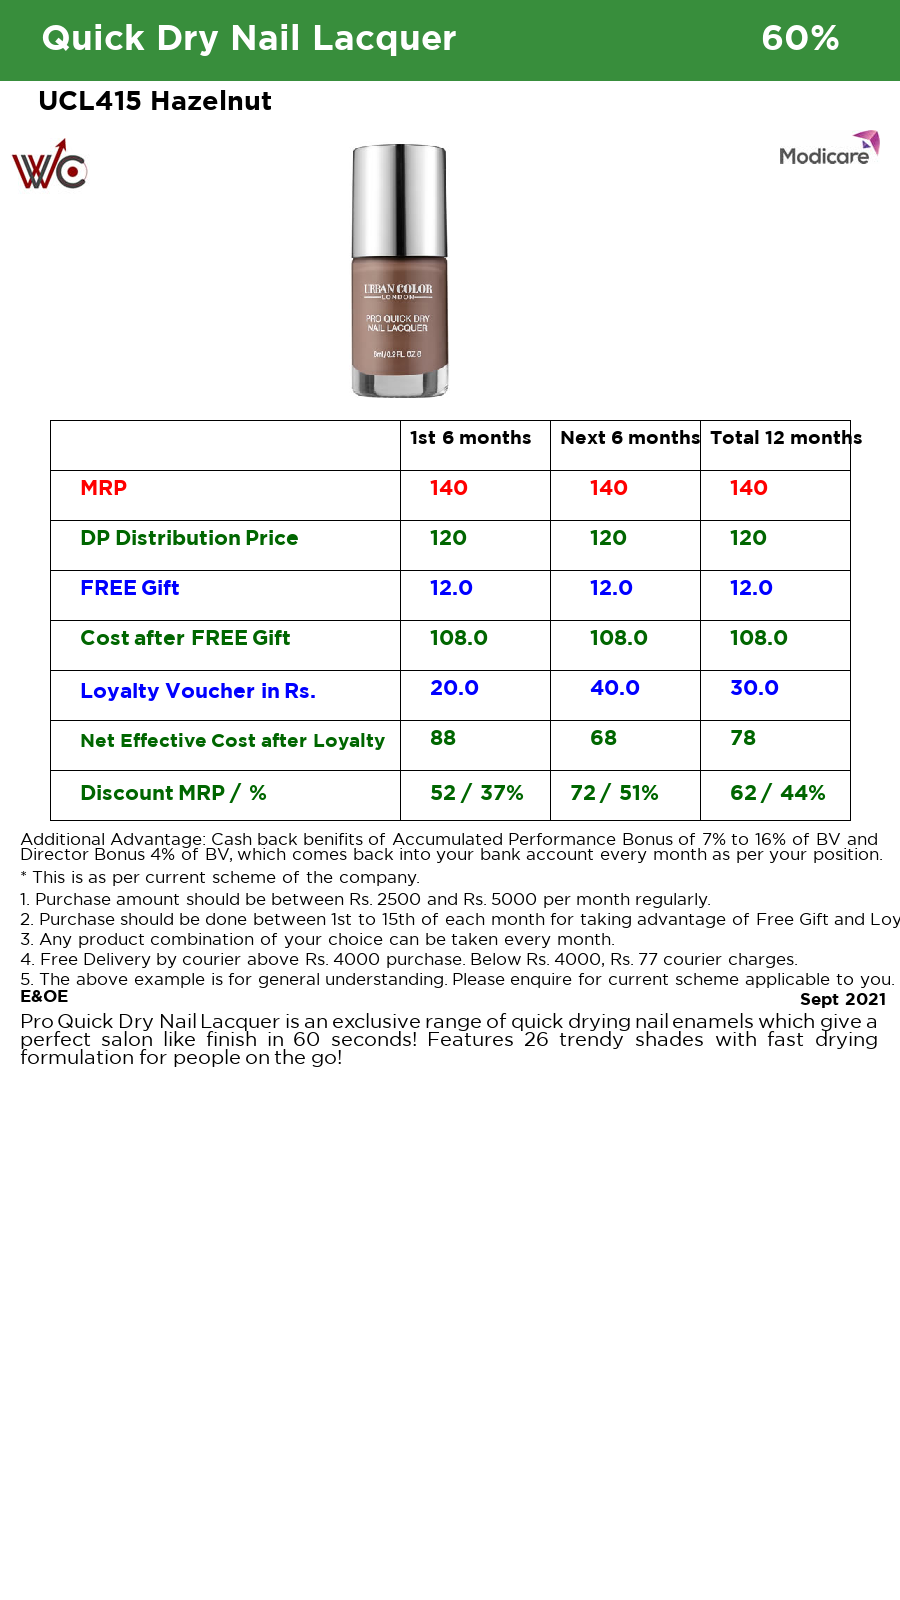 Quick Dry Nail Lacquer 60%
UCL415 Hazelnut
WC
Modicare
URBAN COLOR
LONDON
PRO QUICK DRY
NAIL LACQUER
1st 6 months Next 6 months Total 12 months
MRP 140 140 140
DP Distribution Price 120 120 120
FREE Gift 12.0 12.0 12.0
Cost after FREE Gift 108.0 108.0 108.0
Loyalty Voucher in Rs. 20.0 40.0 30.0
Net Effective Cost after Loyalty 88 68 78
Discount MRP / % 52 / 37% 72 / 51% 62 / 44%
Additional Advantage: Cash back benifits of Accumulated Performance Bonus of 7% to 16% of BV and
Director Bonus 4% of BV, which comes back into your bank account every month as per your position.
* This is as per current scheme of the company.
1. Purchase amount should be between Rs. 2500 and Rs. 5000 per month regularly.
2. Purchase should be done between 1st to 15th of each month for taking advantage of Free Gift and Loy
3. Any product combination of your choice can be taken every month.
4. Free Delivery by courier above Rs. 4000 purchase. Below Rs. 4000, Rs. 77 courier charges.
5. The above example is for general understanding. Please enquire for current scheme applicable to you.
E&OE
Sept 2021
Pro Quick Dry Nail Lacquer is an exclusive range of quick drying nail enamels which give a
perfect salon like finish in 60 seconds! Features 26 trendy shades with fast drying
formulation for people on the go!